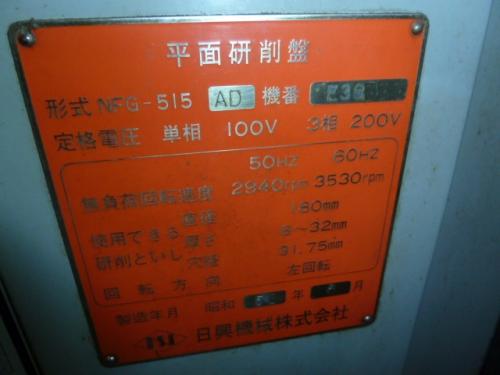 平面研削盤
形式 NFG-515 AD 機番
定格電圧 単相 100V 3相 200V
50HZ 60HZ
無負荷回転速度 2940rpm 3530rpm
直径 180mm
使用できる 厚さ 6~32mm
研削といし 穴径 31.75mm
回転方向 左回転
製造年月 昭和 年 月
日興機械株式会社